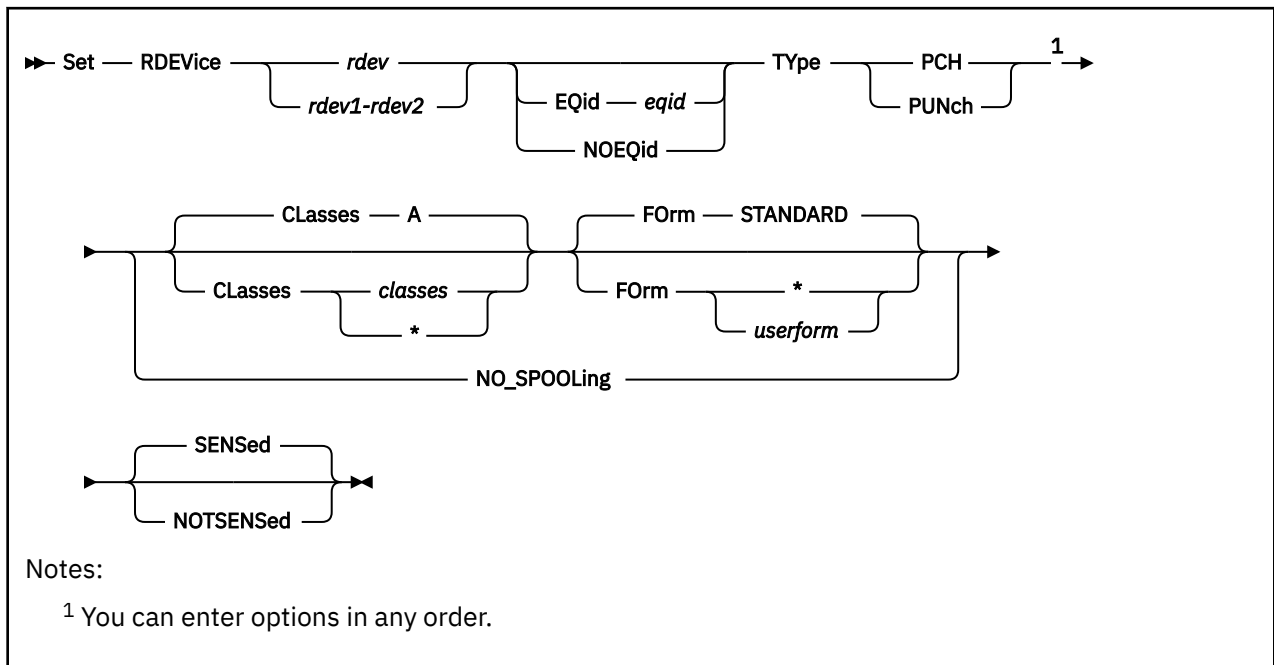 Set RDEVice rdev EQid eqid TYpe PCH 1
rdev1-rdev2 NOEQid PUNch
CLasses A FOrm STANDARD
CLasses classes FOrm *
* userform
NO_SPOOLing
SENSed
NOTSENSed
Notes:
1 You can enter options in any order.